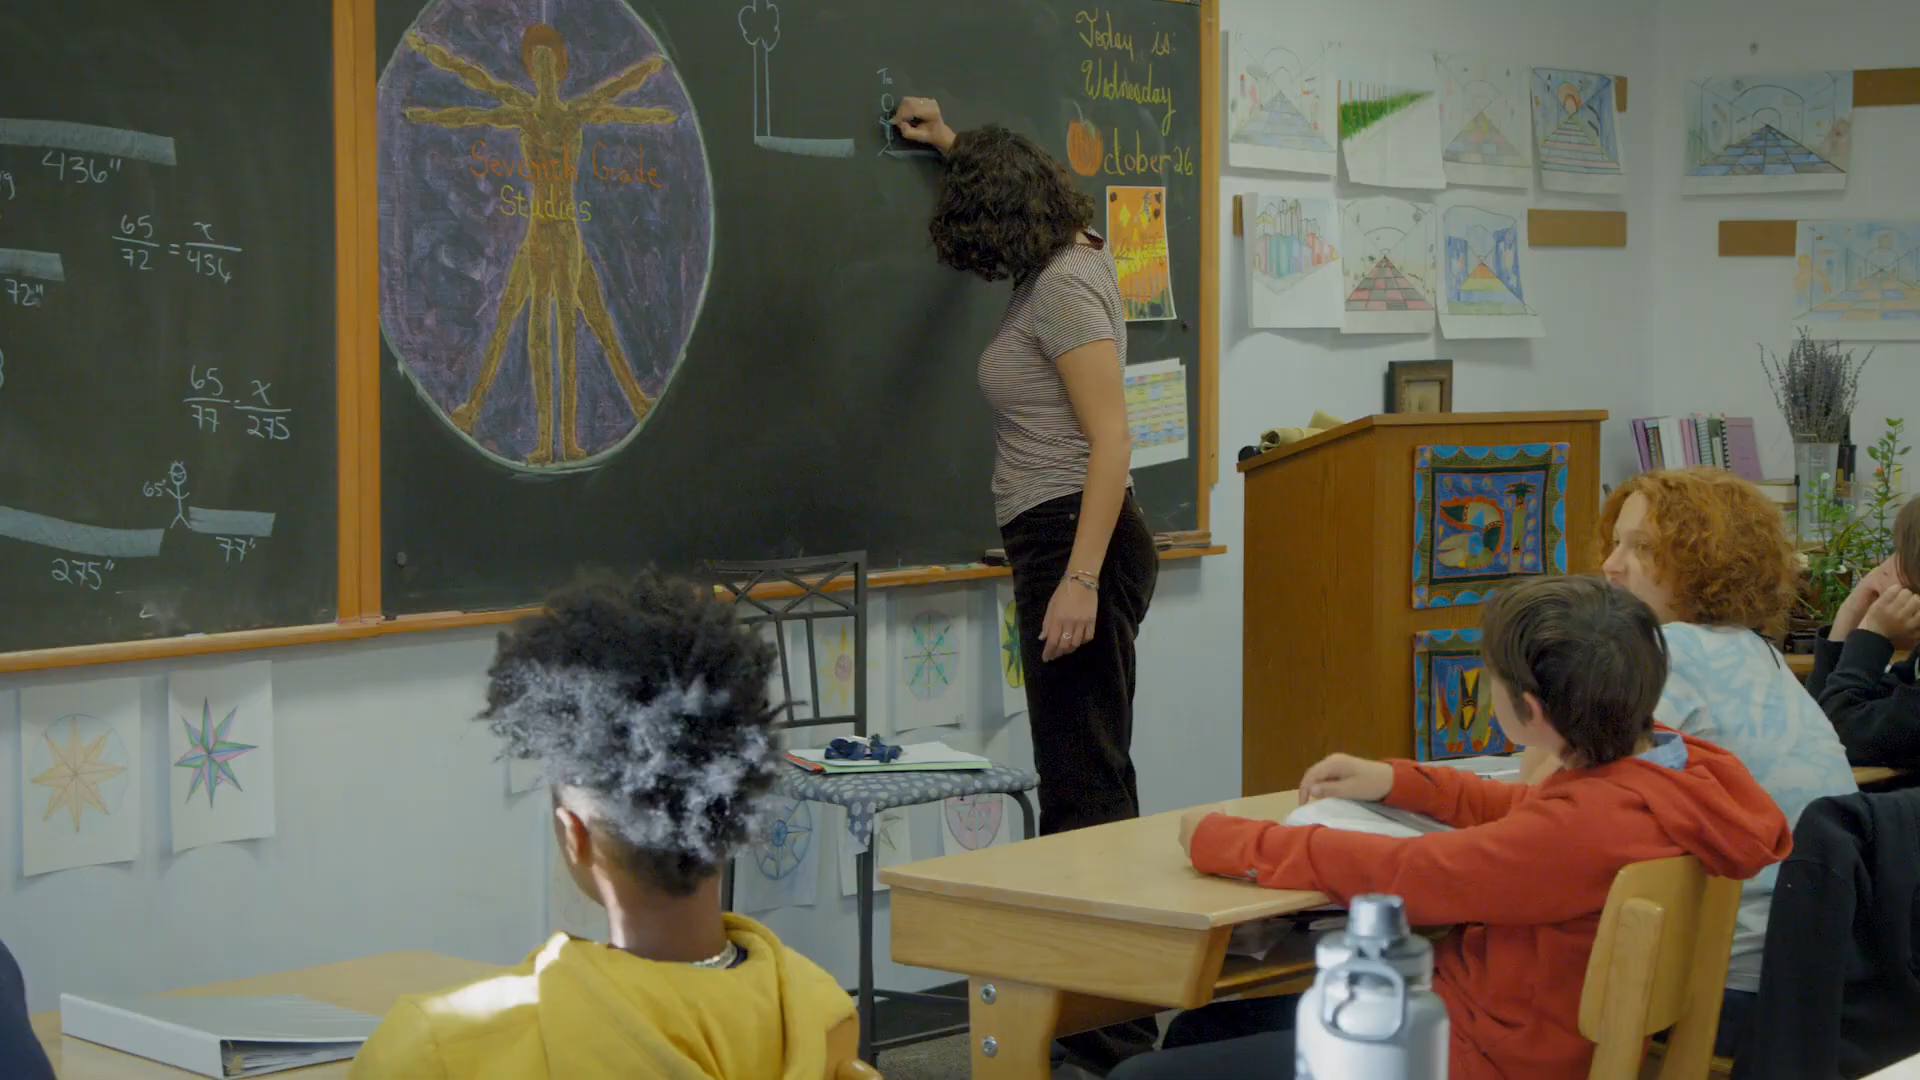 436"
65/72 = x/436
72"
65/77 = x/275
65"
77"
275"
Seventh Grade
Studies
Today is:
Wednesday
October 26